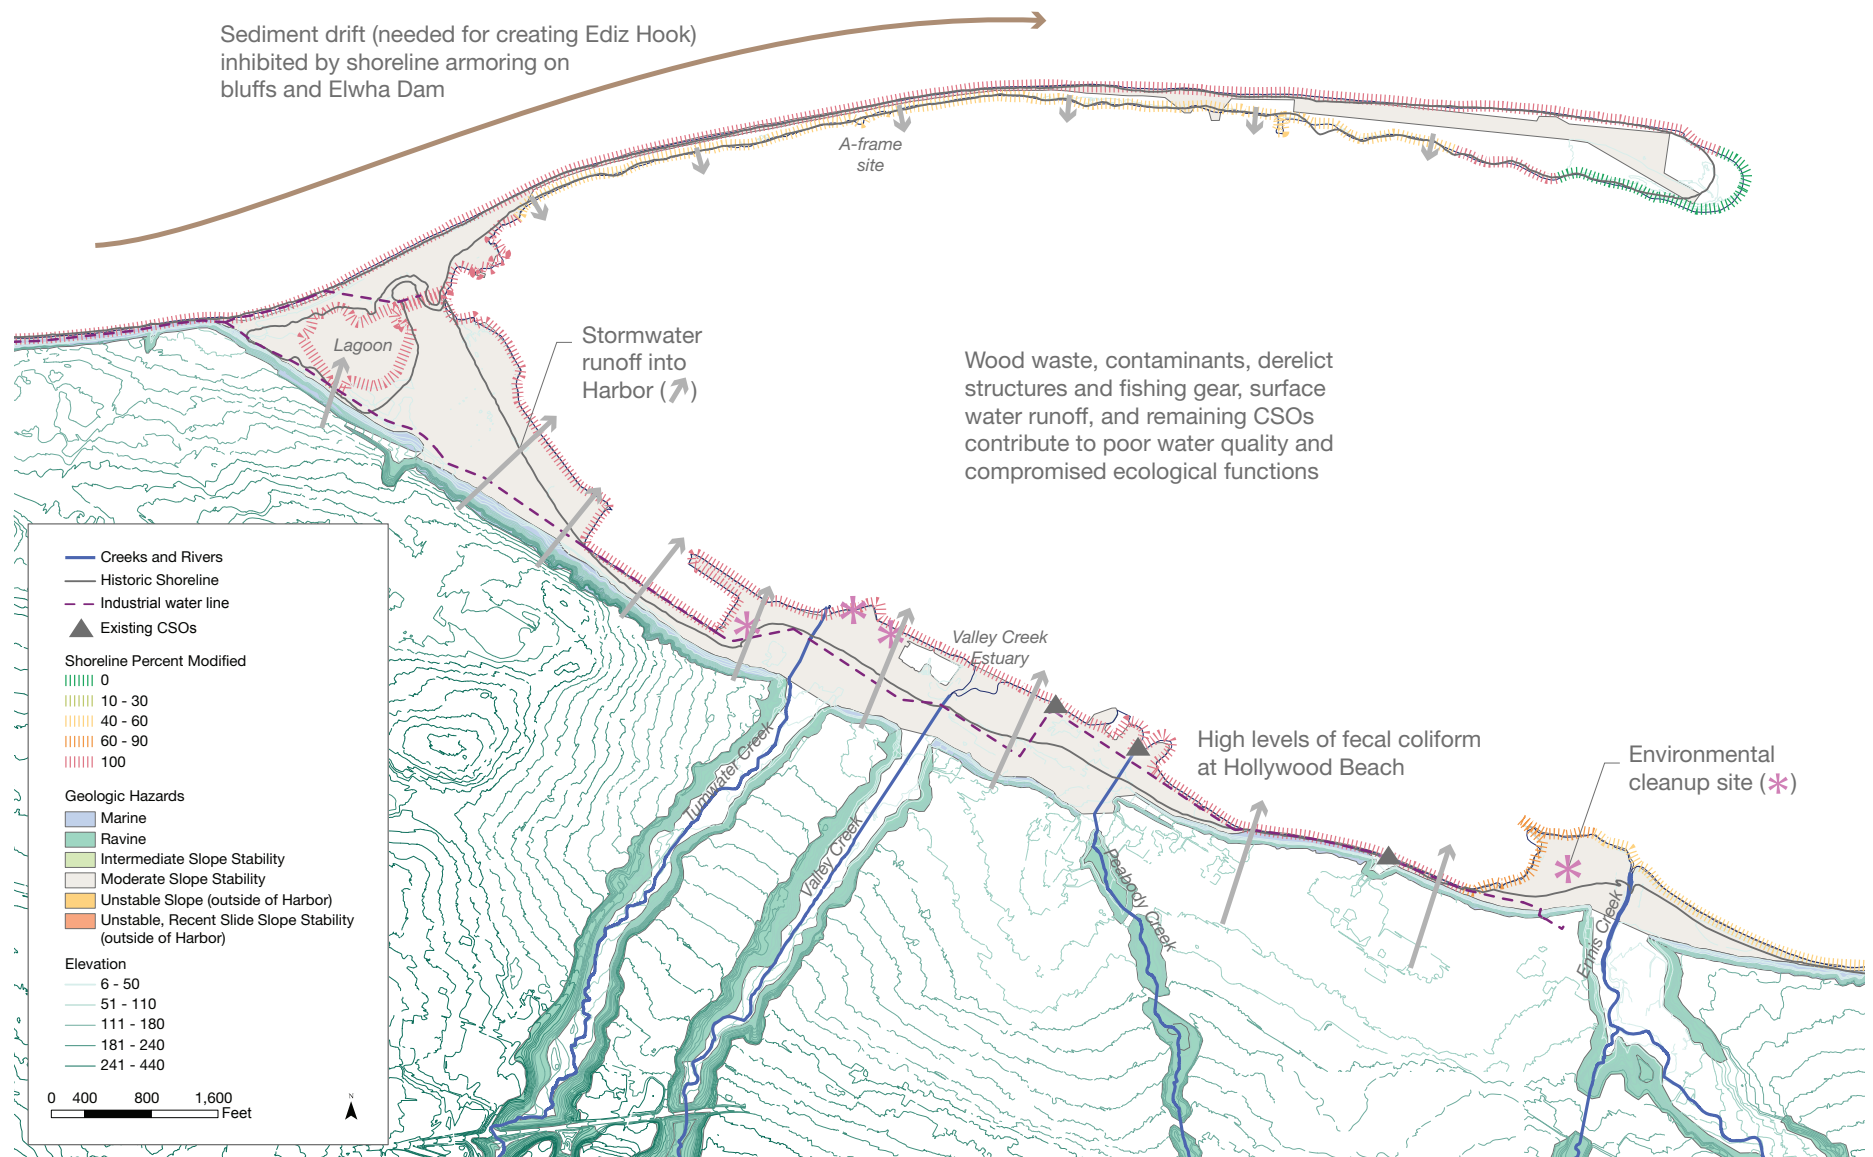 Sediment drift (needed for creating Ediz Hook)
inhibited by shoreline armoring on
bluffs and Elwha Dam
A-frame
site
Lagoon
Stormwater
runoff into
Harbor ( )
Wood waste, contaminants, derelict
structures and fishing gear, surface
water runoff, and remaining CSOs
contribute to poor water quality and
compromised ecological functions
Valley Creek
Estuary
High levels of fecal coliform
at Hollywood Beach
Environmental
cleanup site ( )
Tumwater Creek
Valley Creek
Peabody Creek
Ennis Creek
Creeks and Rivers
Historic Shoreline
Industrial water line
Existing CSOs
Shoreline Percent Modified
0
10 - 30
40 - 60
60 - 90
100
Geologic Hazards
Marine
Ravine
Intermediate Slope Stability
Moderate Slope Stability
Unstable Slope (outside of Harbor)
Unstable, Recent Slide Slope Stability
(outside of Harbor)
Elevation
6 - 50
51 - 110
111 - 180
181 - 240
241 - 440
0 400 800 1,600
Feet
N